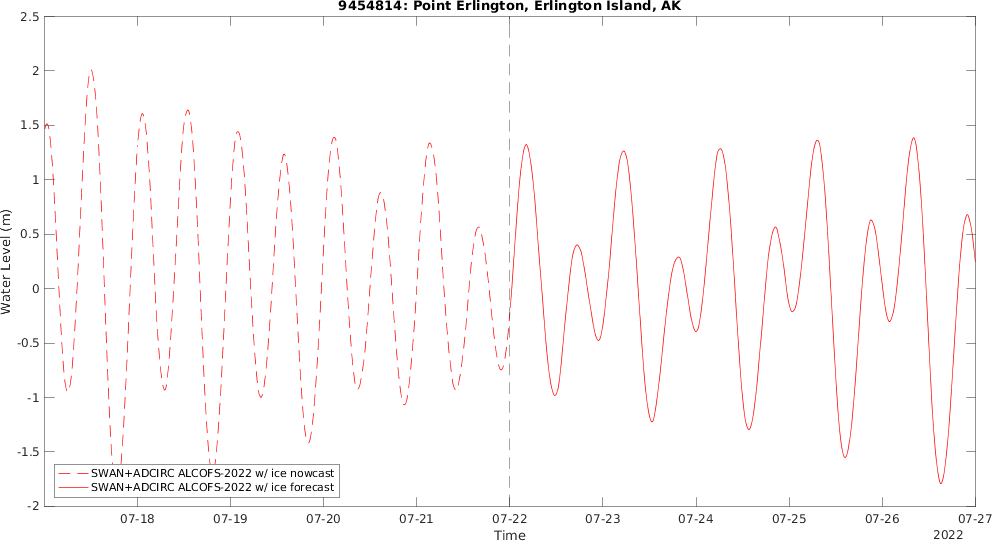 9454814: Point Erlington, Erlington Island, AK
2.5
2
1.5
1
0.5
0
-0.5
-1
-1.5
-2
Water Level (m)
SWAN+ADCIRC ALCOFS-2022 w/ ice nowcast
SWAN+ADCIRC ALCOFS-2022 w/ ice forecast
07-18 07-19 07-20 07-21 07-22 07-23 07-24 07-25 07-26 07-27
Time
2022